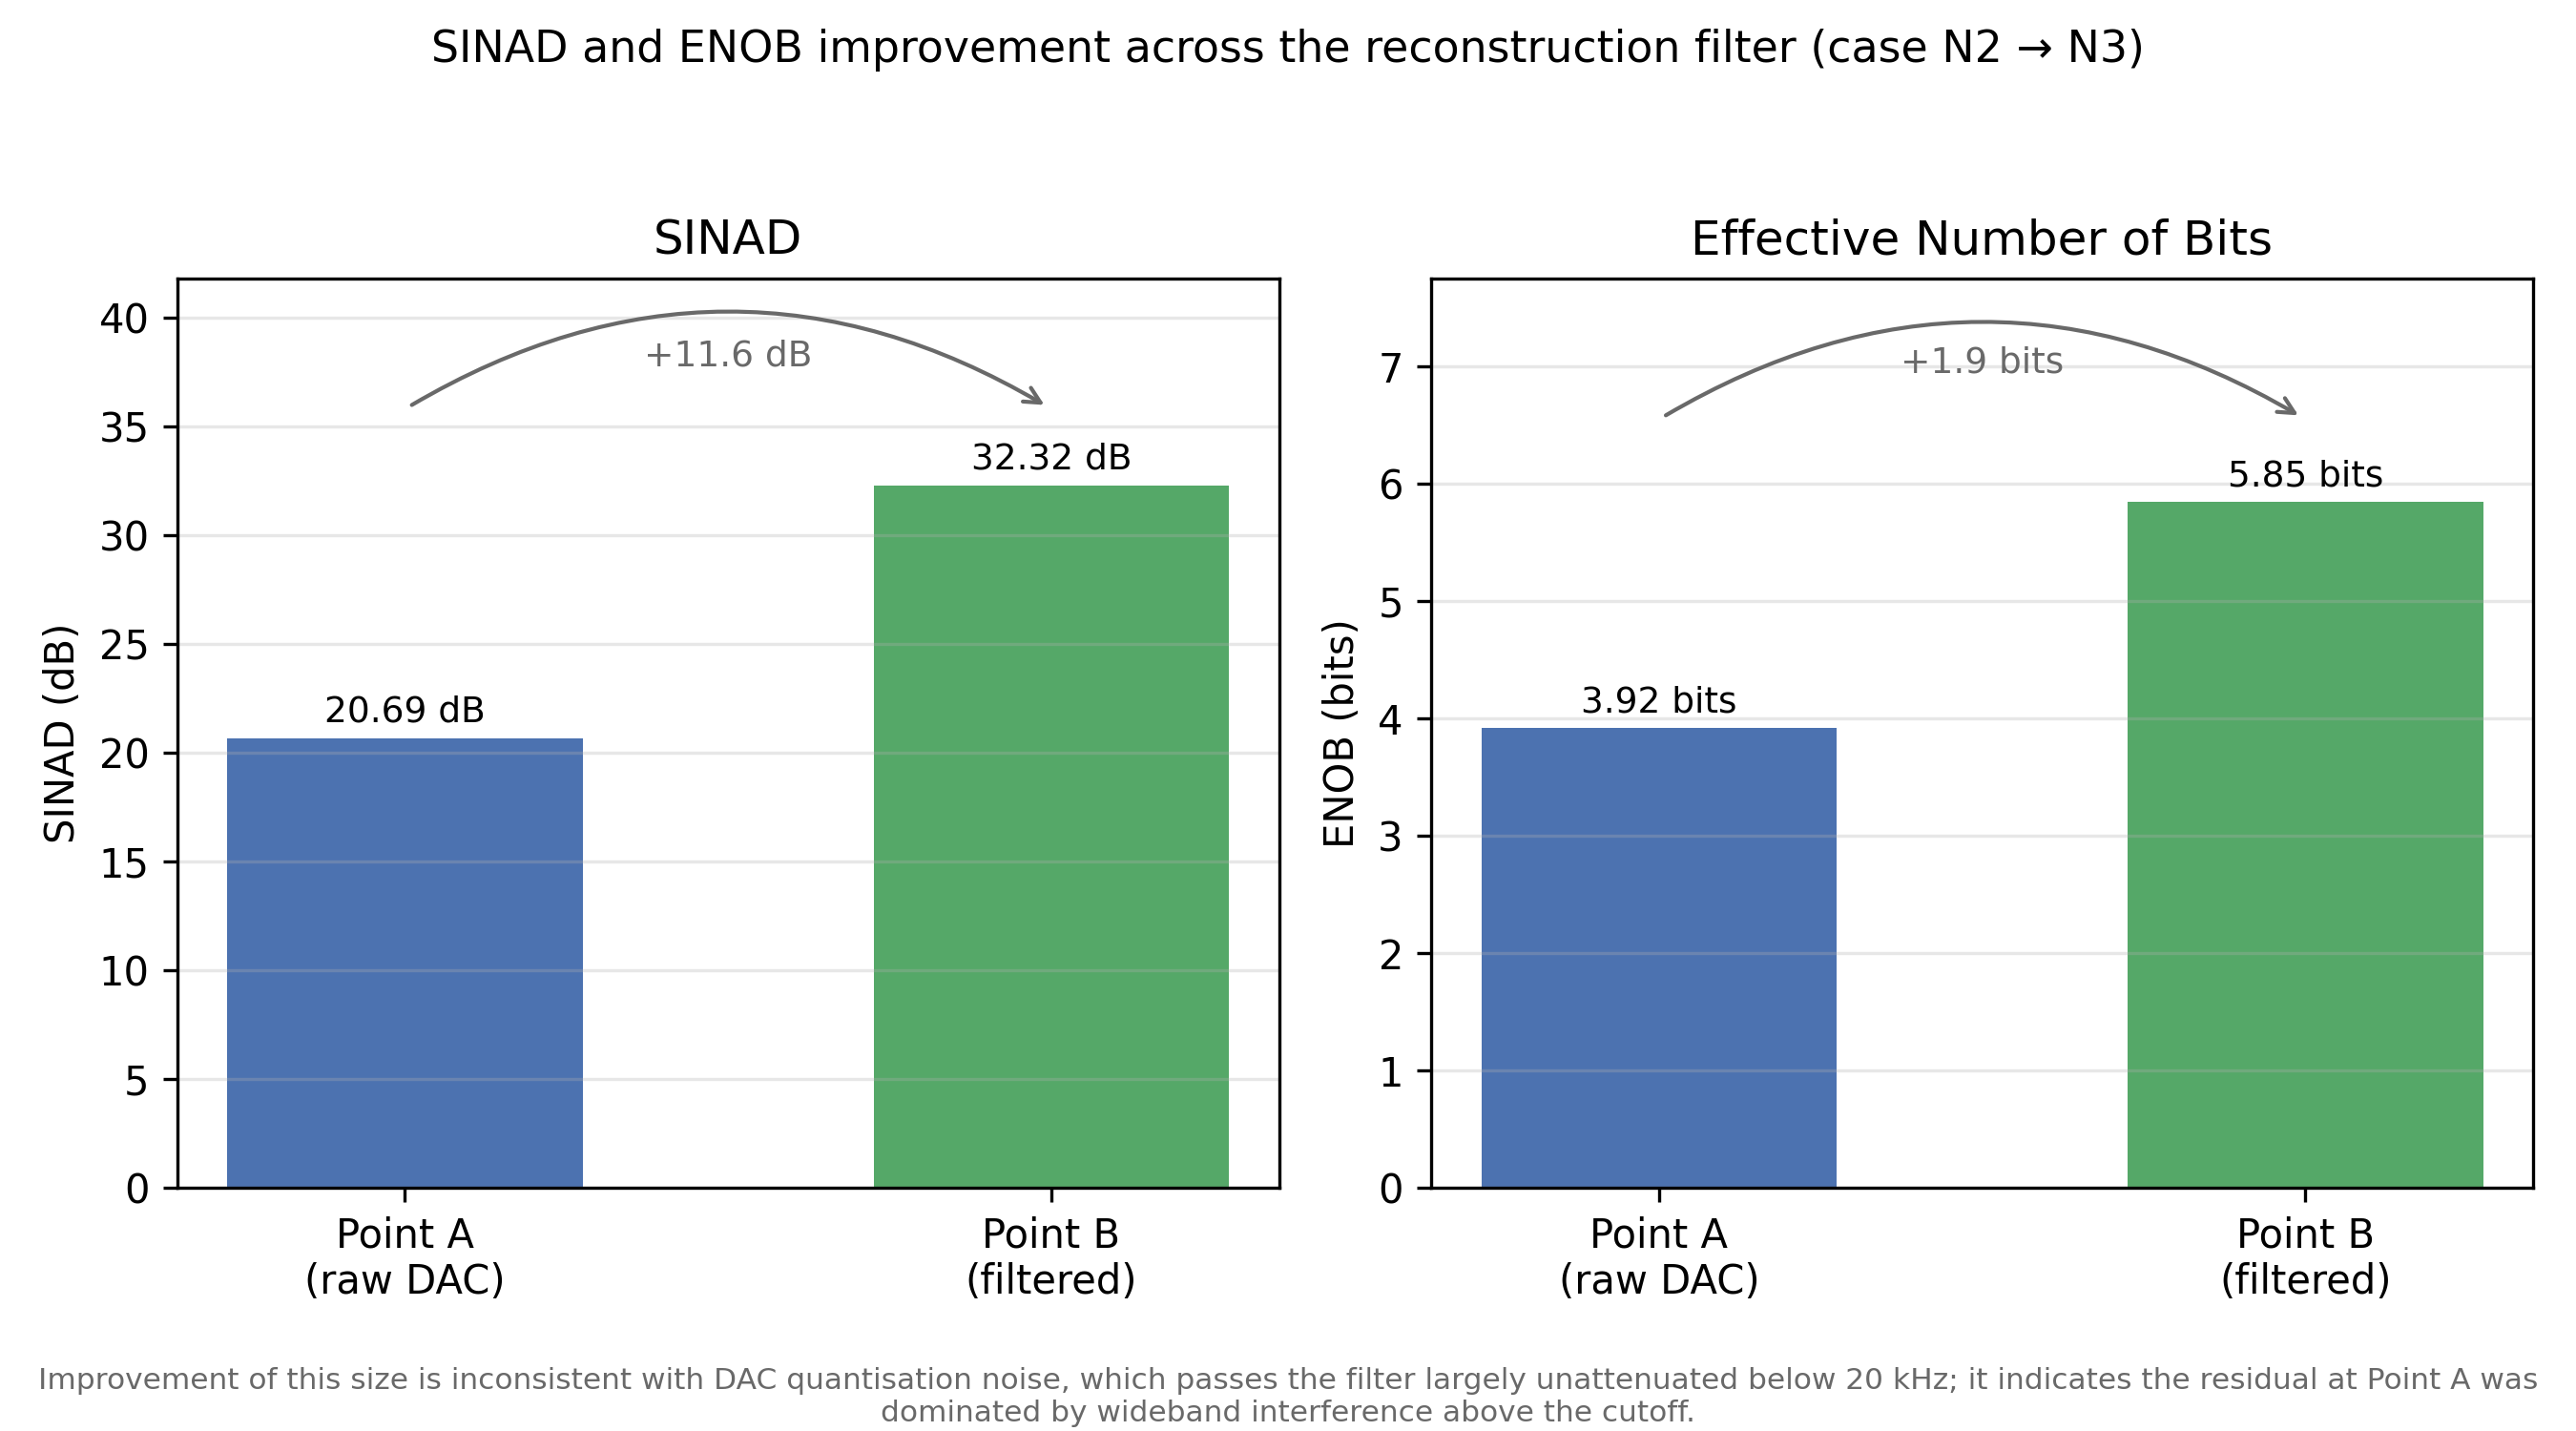 SINAD and ENOB improvement across the reconstruction filter (case N2 → N3)
SINAD
SINAD (dB)
40
35
30
25
20
15
10
5
0
+11.6 dB
20.69 dB
32.32 dB
Point A
(raw DAC)
Point B
(filtered)
Effective Number of Bits
ENOB (bits)
7
6
5
4
3
2
1
0
+1.9 bits
3.92 bits
5.85 bits
Point A
(raw DAC)
Point B
(filtered)
Improvement of this size is inconsistent with DAC quantisation noise, which passes the filter largely unattenuated below 20 kHz; it indicates the residual at Point A was
dominated by wideband interference above the cutoff.